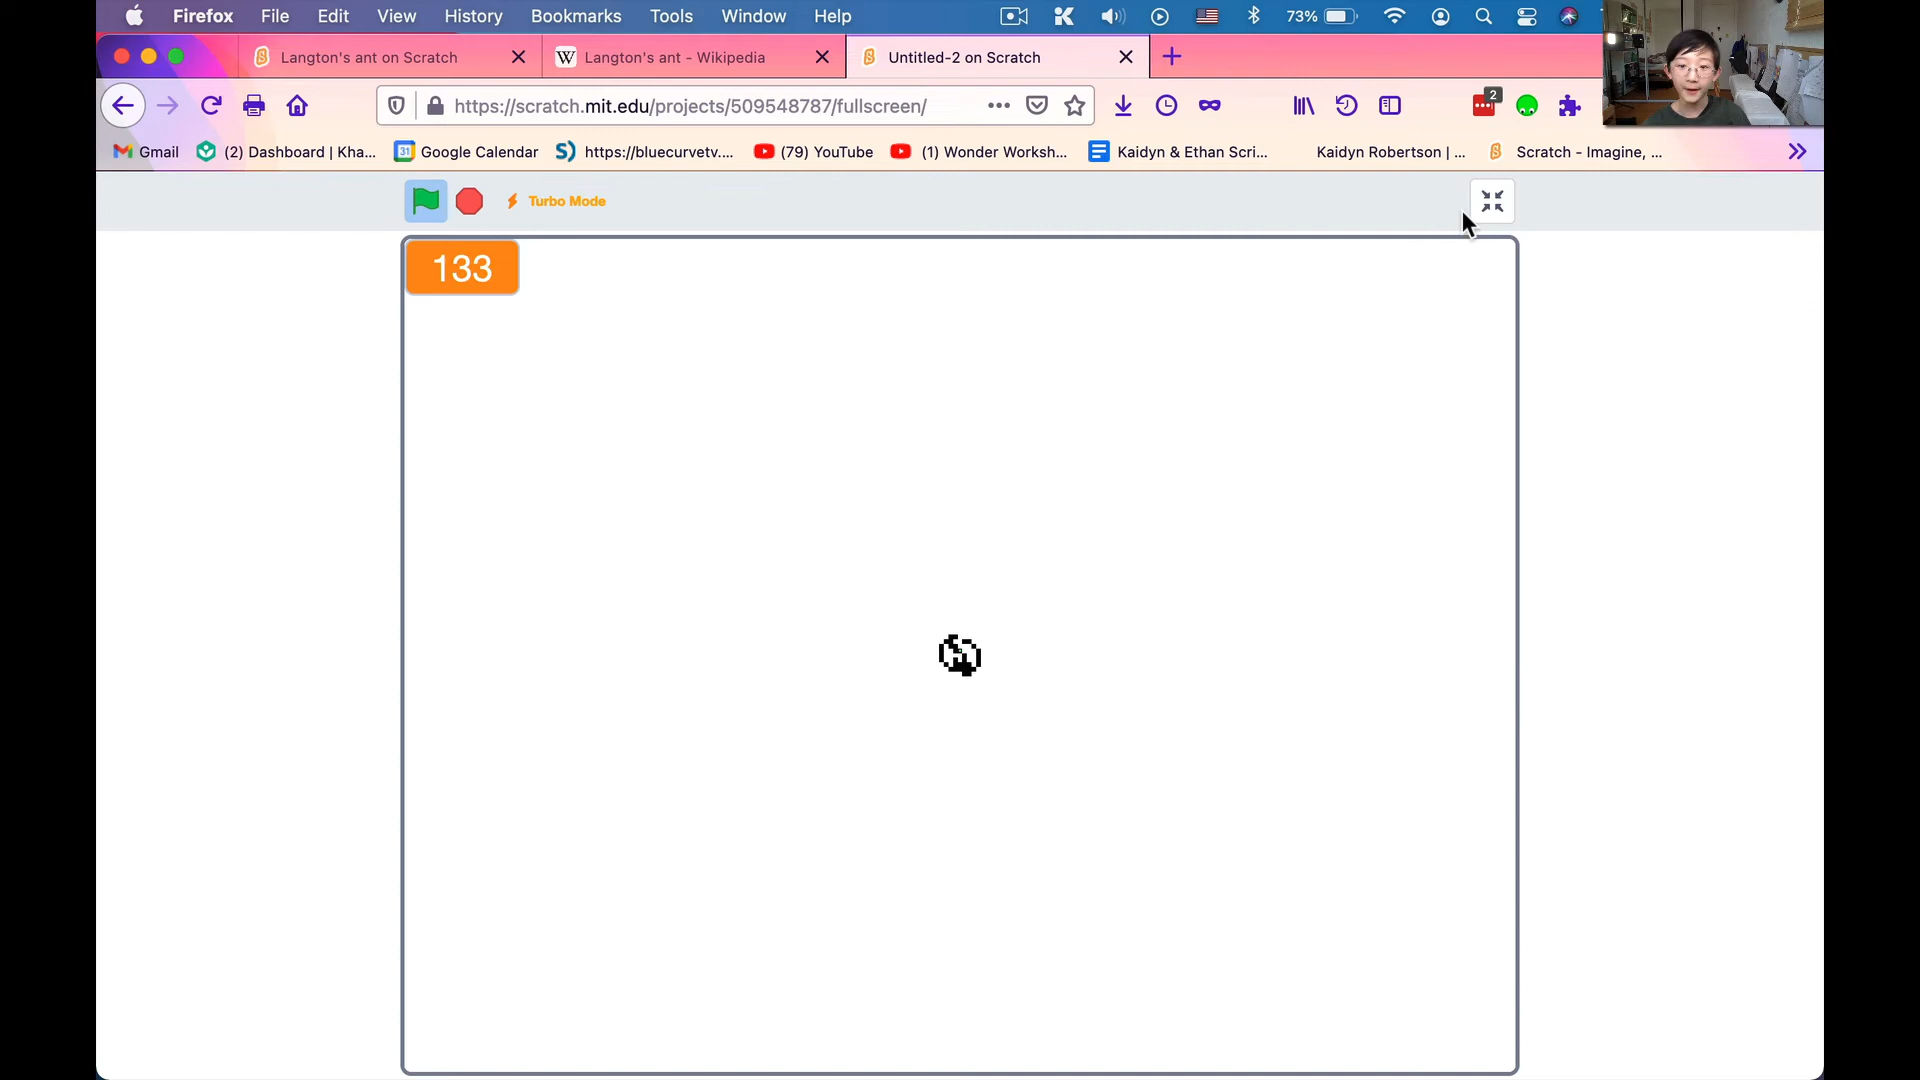 Firefox File Edit View History Bookmarks Tools Window Help 73%
Langton's ant on Scratch W Langton's ant - Wikipedia Untitled-2 on Scratch
https://scratch.mit.edu/projects/509548787/fullscreen/ 2
Gmail (2) Dashboard | Kha... 31 Google Calendar https://bluecurvetv.... (79) YouTube (1) Wonder Worksh... Kaidyn & Ethan Scri... Kaidyn Robertson | ... Scratch - Imagine, ...
Turbo Mode
133